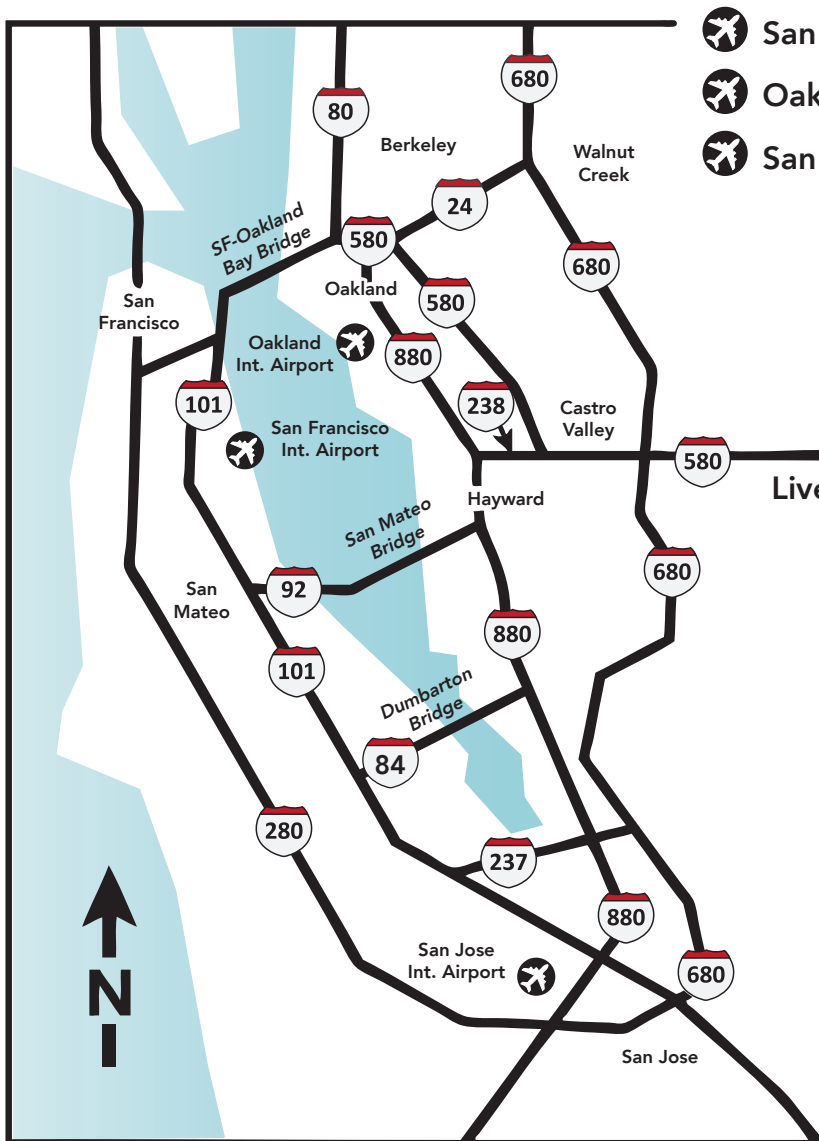 San
Oak
San
680
80
Berkeley
Walnut
Creek
24
SF-Oakland
Bay Bridge
580
680
Oakland
580
San
Francisco
Oakland
Int. Airport
880
101
238
Castro
Valley
San Francisco
Int. Airport
580
Live
Hayward
San Mateo
Bridge
680
San
Mateo
92
880
101
Dumbarton
Bridge
84
280
237
880
San Jose
Int. Airport
680
N
San Jose